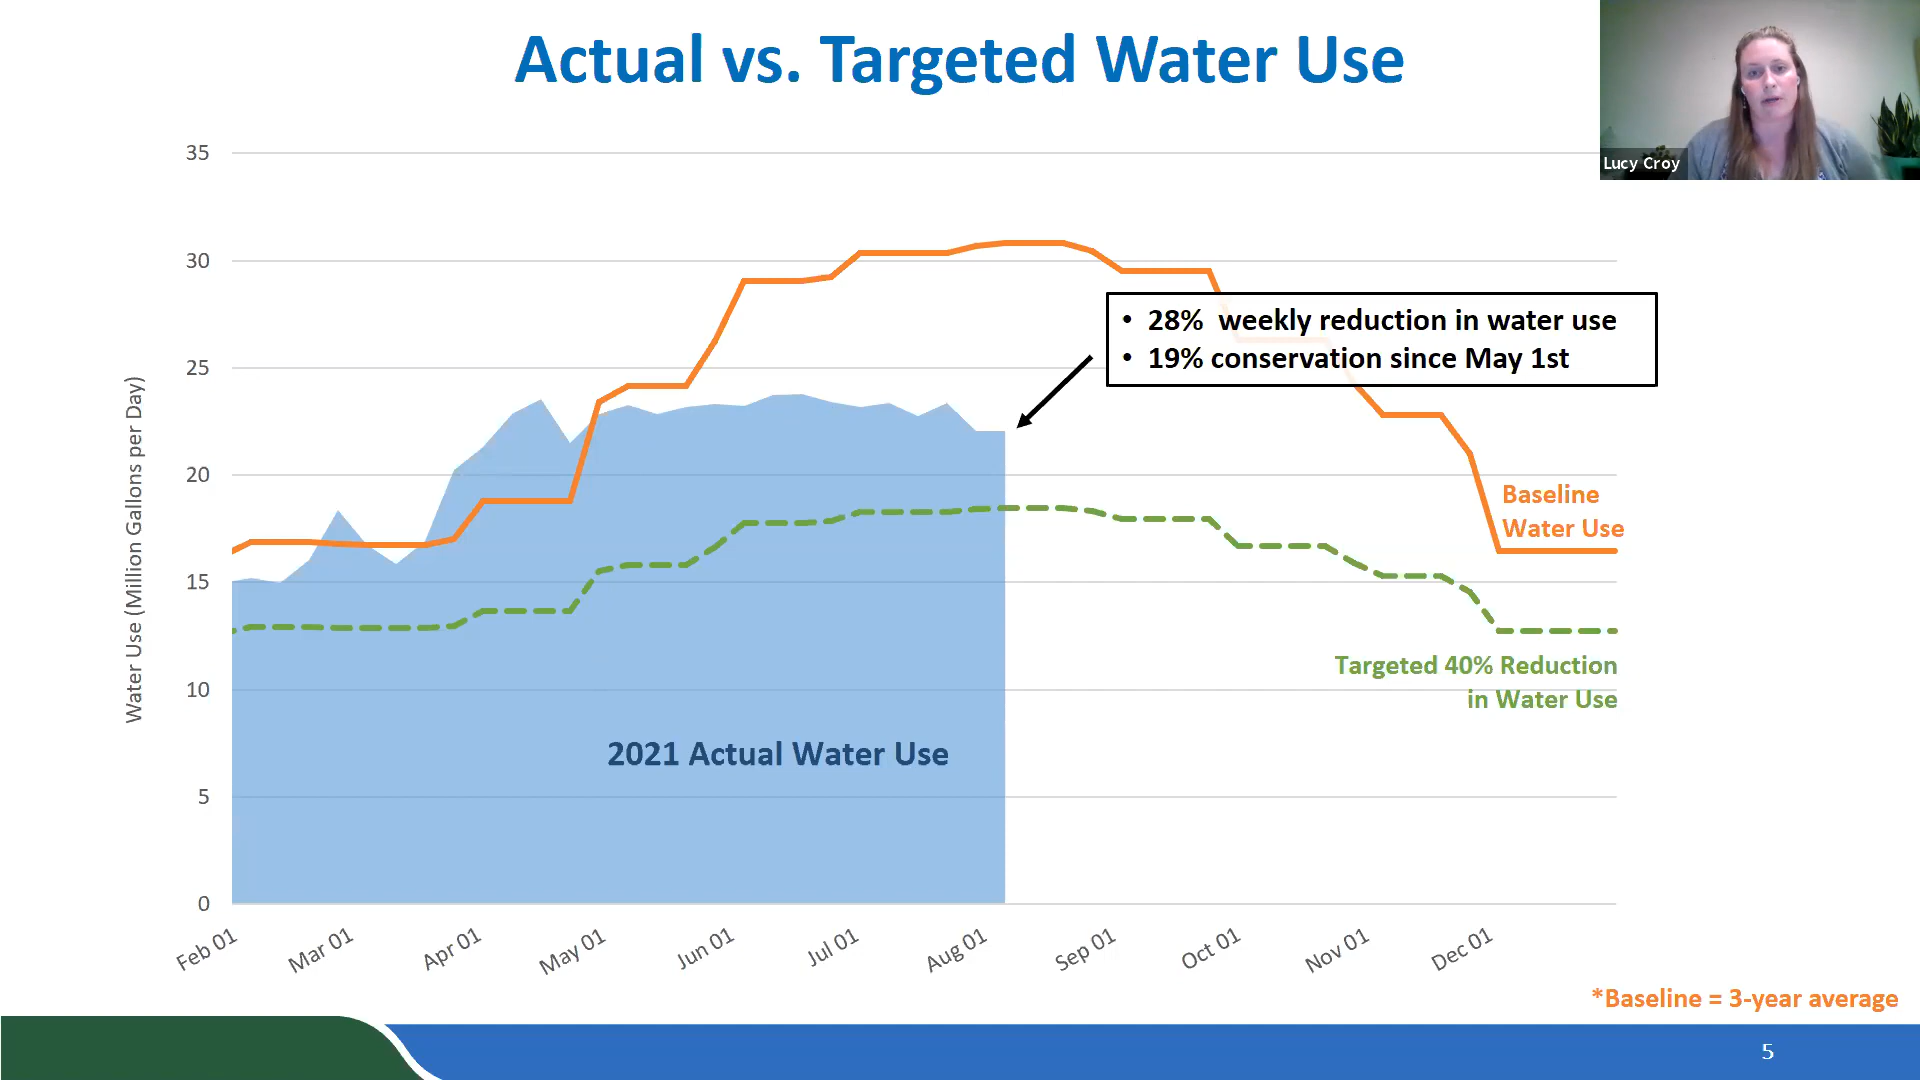 Actual vs. Targeted Water Use
Lucy Croy
Water Use (Million Gallons per Day)
35
30
25
20
15
10
5
0
• 28%  weekly reduction in water use
• 19% conservation since May 1st
Baseline
Water Use
Targeted 40% Reduction
in Water Use
2021 Actual Water Use
Feb 01
Mar 01
Apr 01
May 01
Jun 01
Jul 01
Aug 01
Sep 01
Oct 01
Nov 01
Dec 01
*Baseline = 3-year average
5